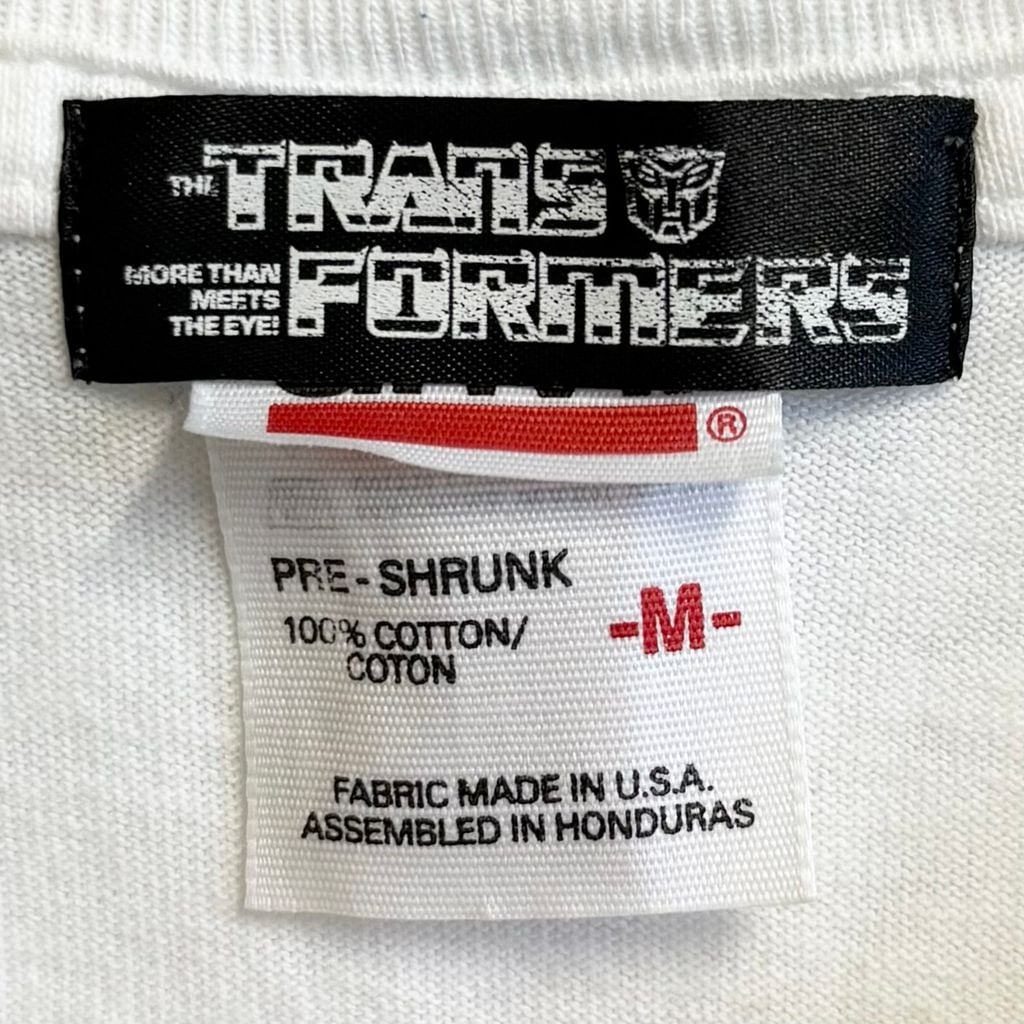 THE TRANS
FORMERS
MORE THAN
MEETS
THE EYE!
®
PRE - SHRUNK
100% COTTON/
COTON
-M-
FABRIC MADE IN U.S.A.
ASSEMBLED IN HONDURAS